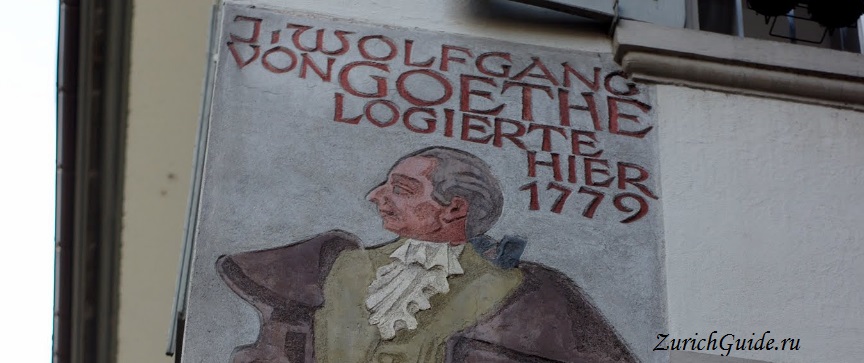 J. WOLFGANG
VON GOETHE
LOGIERTE
HIER
1779
ZurichGuide.ru